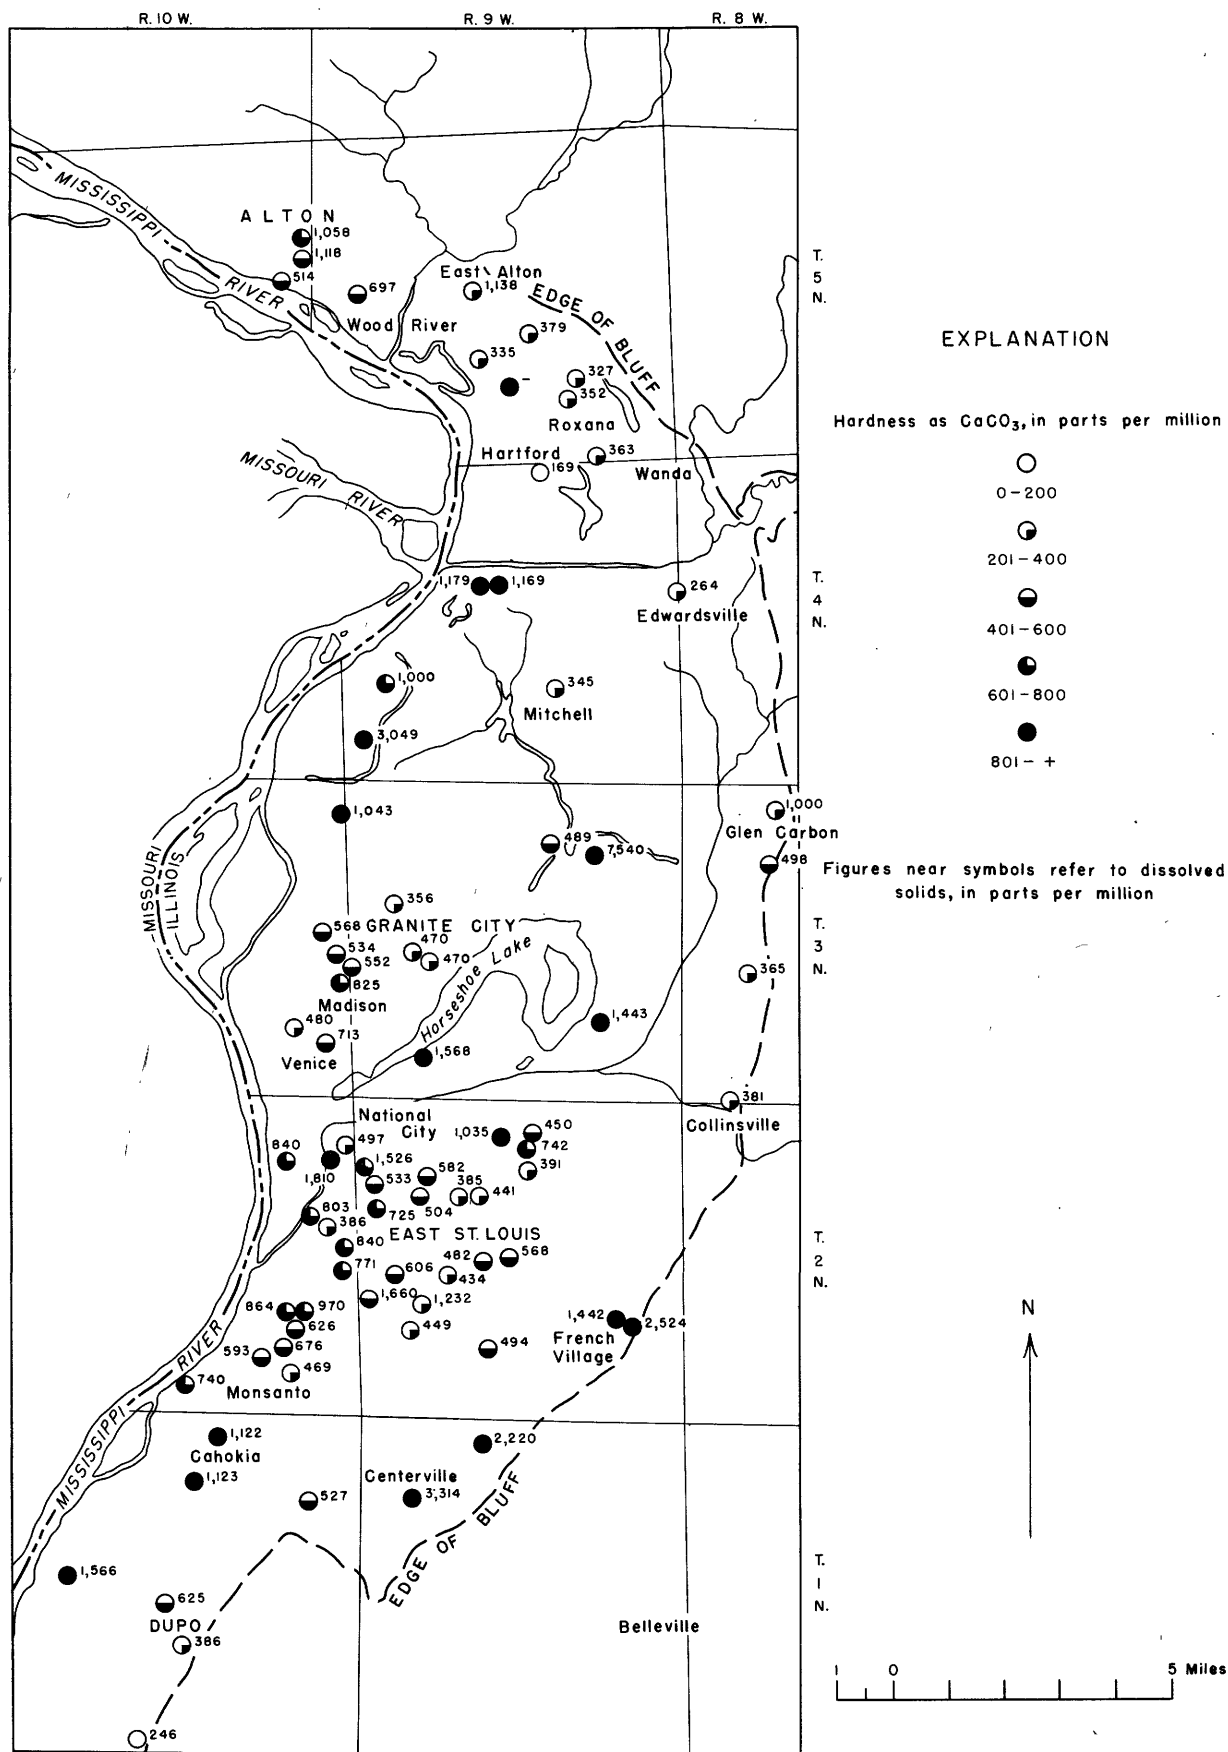 R. 10 W. R. 9 W. R. 8 W.
MISSISSIPPI
RIVER
ALTON
1,058
1,118
514
697
East Alton
1,138
EDGE OF BLUFF
Wood River
379
335
–
327
352
Roxana
Hartford
363
169
Wanda
MISSOURI
RIVER
1,179
1,169
264
Edwardsville
1,000
345
Mitchell
3,049
1,043
1,000
Glen Carbon
489
7,540
498
MISSOURI
ILLINOIS
356
568
GRANITE CITY
534
470
552
470
825
Madison
Horseshoe Lake
365
480
713
Venice
1,443
1,568
381
Collinsville
National
City
497
1,035
450
742
391
840
1,810
1,526
533
582
504
385
441
803
386
725
EAST ST. LOUIS
840
771
606
482
568
434
1,660
1,232
864
970
626
449
676
593
494
469
740
Monsanto
1,442
2,524
French
Village
MISSISSIPPI
RIVER
1,122
Cahokia
1,123
2,220
Centerville
3,314
527
EDGE OF BLUFF
1,566
625
DUPO
386
Belleville
246
T.
5
N.
T.
4
N.
T.
3
N.
T.
2
N.
T.
1
N.
EXPLANATION
Hardness as CaCO₃, in parts per million
0-200
201-400
401-600
601-800
801- +
Figures near symbols refer to dissolved
solids, in parts per million
N
1 0 5 Miles